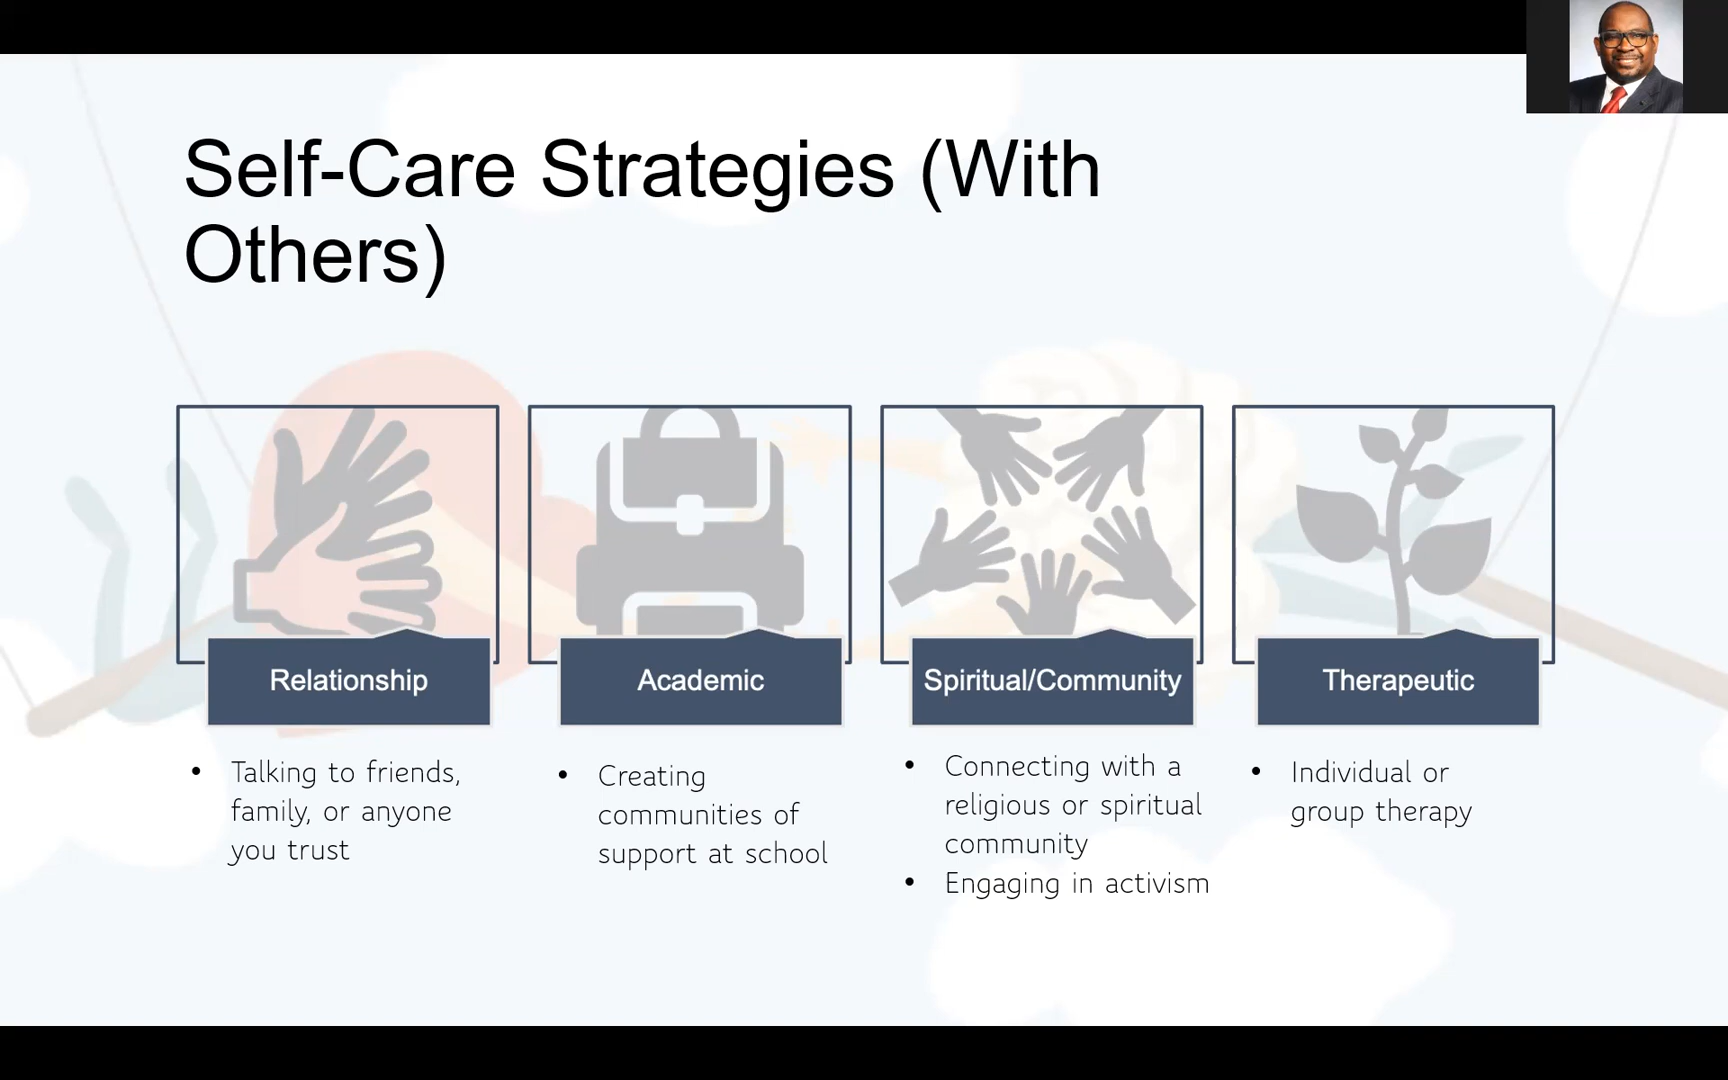 Self-Care Strategies (With
Others)
Relationship
Academic
Spiritual/Community
Therapeutic
• Talking to friends,
family, or anyone
you trust
• Creating
communities of
support at school
• Connecting with a
religious or spiritual
community
• Engaging in activism
• Individual or
group therapy